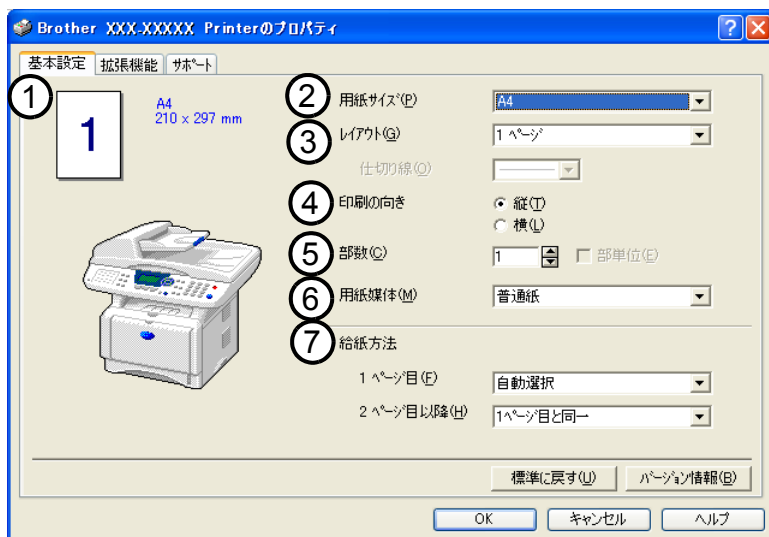 Brother XXX-XXXXX Printerのプロパティ
基本設定 拡張機能 サポート
① 1 A4
210 x 297 mm
② 用紙サイズ(P) A4
③ レイアウト(G) 1 ページ
仕切り線(O)
④ 印刷の向き 縦(T)
横(L)
⑤ 部数(C) 1 部単位(E)
⑥ 用紙媒体(M) 普通紙
⑦ 給紙方法
1 ページ目(F) 自動選択
2 ページ目以降(H) 1ページ目と同一
標準に戻す(U) バージョン情報(B)
OK キャンセル ヘルプ